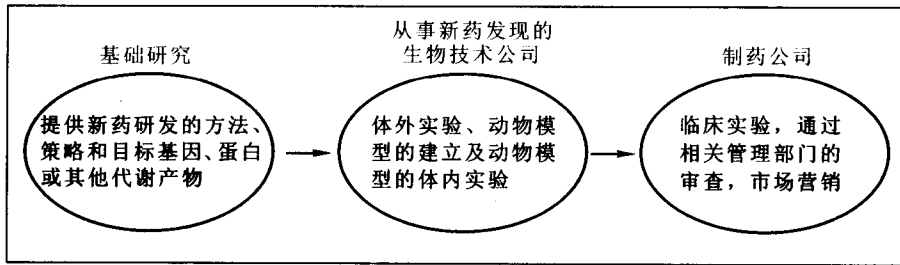 基础研究
提供新药研发的方法、
策略和目标基因、蛋白
或其他代谢产物
从事新药发现的
生物技术公司
体外实验、动物模
型的建立及动物模
型的体内实验
制药公司
临床实验，通过
相关管理部门的
审查，市场营销